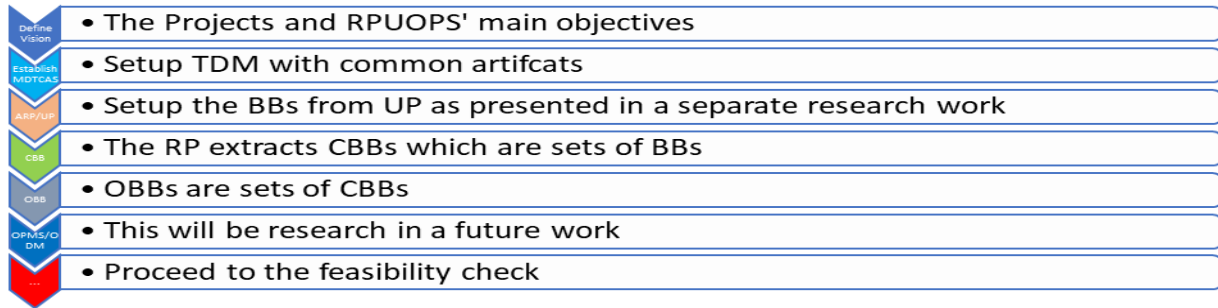 Define
Vision
• The Projects and RPUOPS' main objectives
Establish
MDTCAS
• Setup TDM with common artifcats
ARP/UP
• Setup the BBs from UP as presented in a separate research work
CBB
• The RP extracts CBBs which are sets of BBs
OBB
• OBBs are sets of CBBs
OPMS/O
DM
• This will be research in a future work
...
• Proceed to the feasibility check